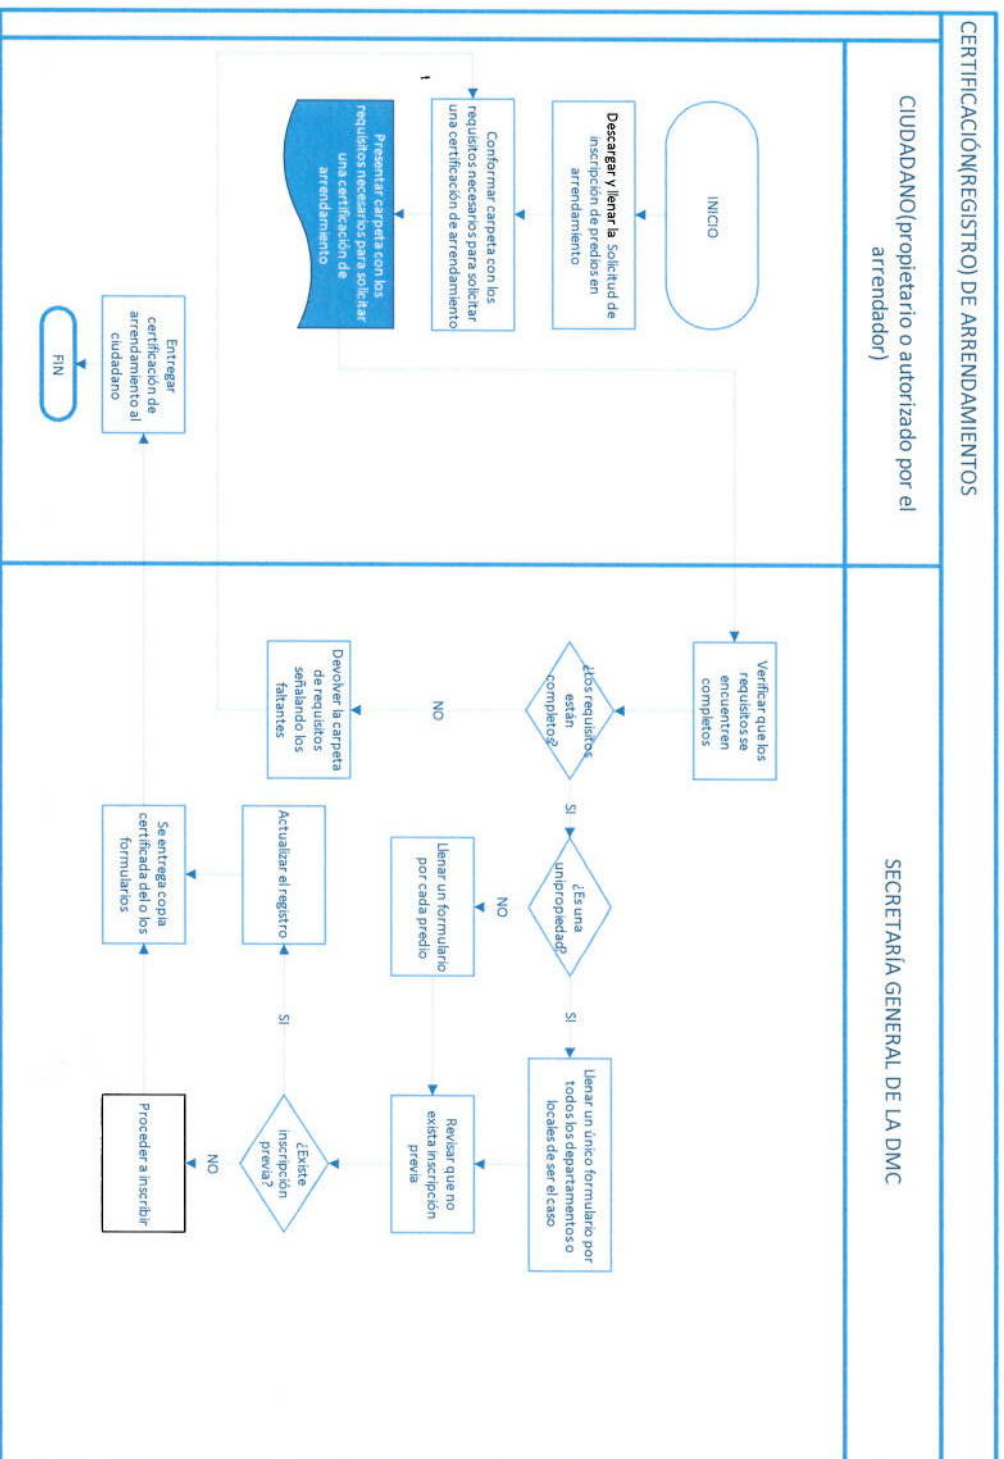 CERTIFICACIÓN(REGISTRO) DE ARRENDAMIENTOS
CIUDADANO(propietario o autorizado por el
arrendador)
SECRETARÍA GENERAL DE LA DMC
INICIO
Descargar y llenar la Solicitud de
inscripción de predios en
arrendamiento
Conformar carpeta con los
requisitos necesarios para solicitar
una certificación de arrendamiento
Presentar carpeta con los
requisitos necesarios para solicitar
una certificación de
arrendamiento
Verificar que los
requisitos se
encuentren
completos
¿Los requisitos
están
completos?
NO
Devolver la carpeta
de requisitos
señalando los
faltantes
SI
¿Es una
unipropiedad?
NO
Llenar un formulario
por cada predio
SI
Llenar un único formulario por
todos los departamentos o
locales de ser el caso
Revisar que no
exista inscripción
previa
¿Existe
inscripción
previa?
SI
Actualizar el registro
NO
Proceder a inscribir
Se entrega copia
certificada del o los
formularios
Entregar
certificación de
arrendamiento al
ciudadano
FIN